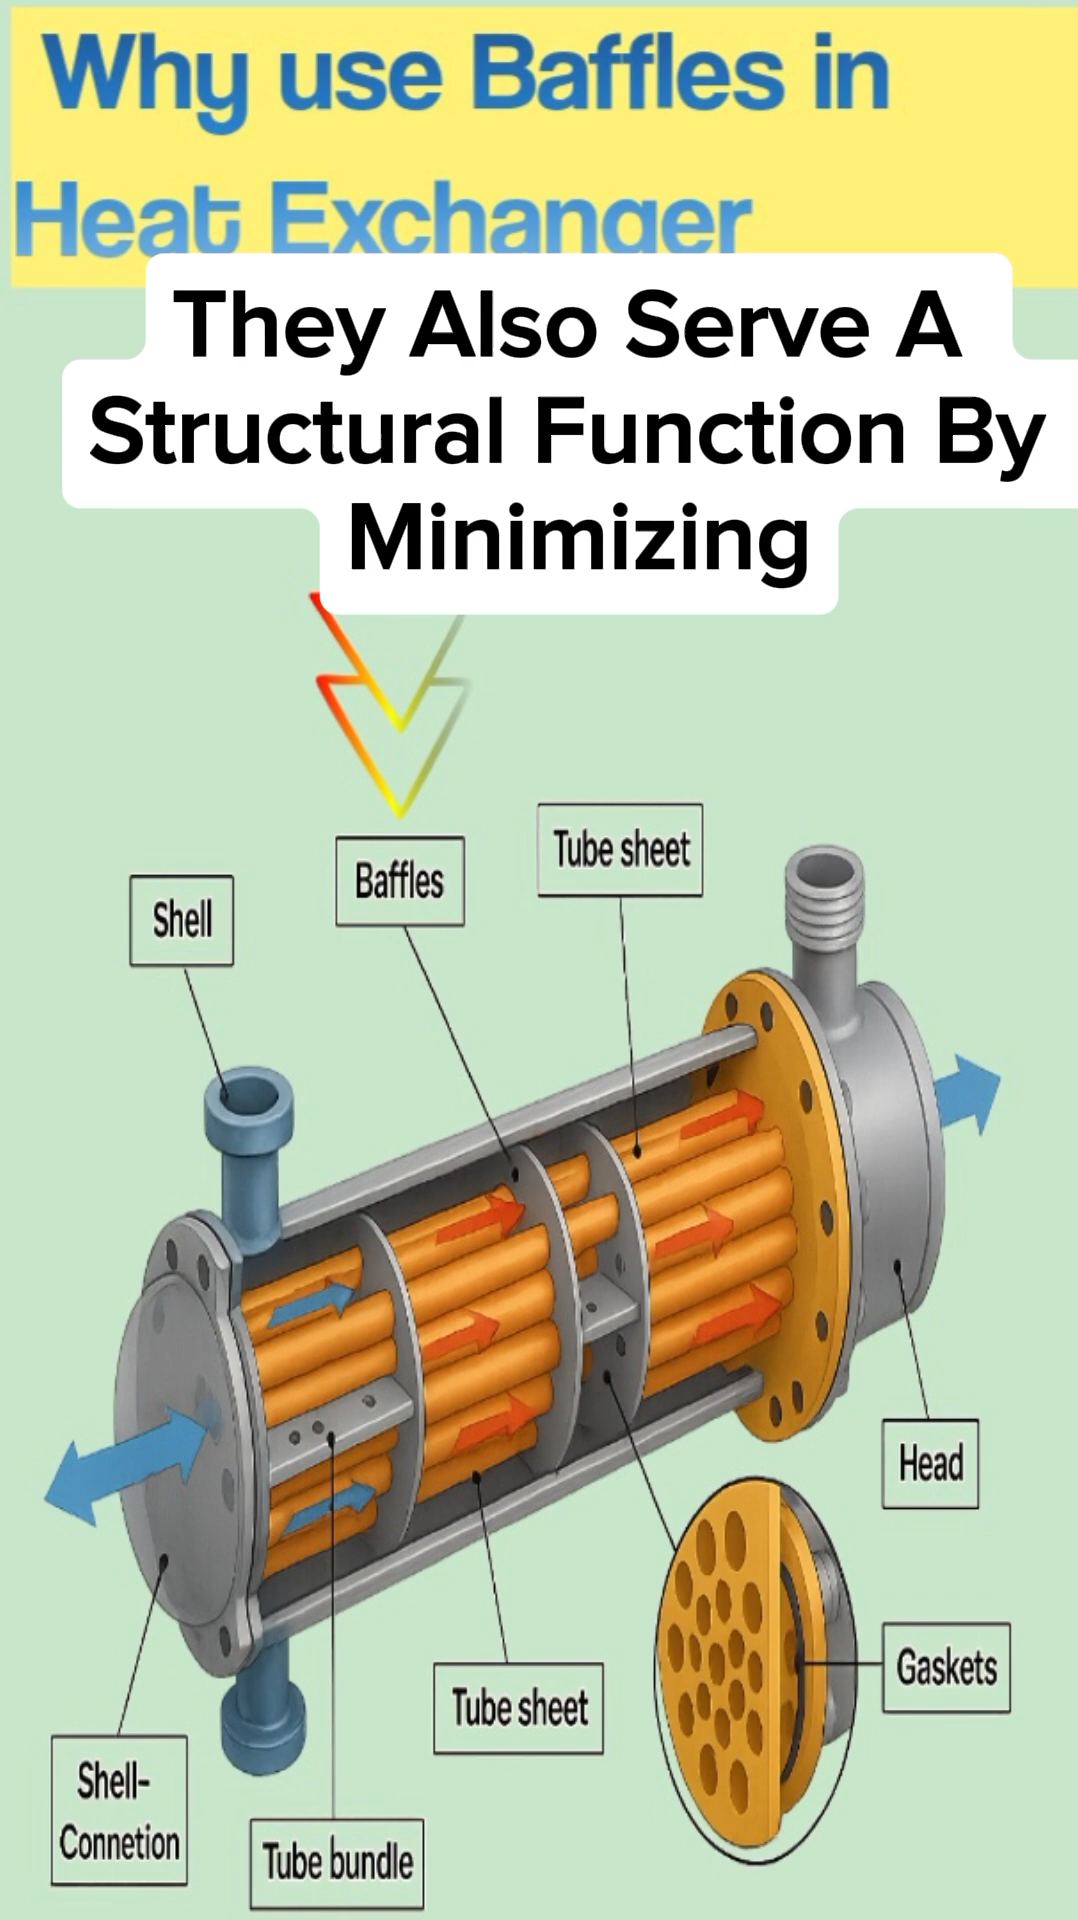 Why use Baffles in
Heat Exchanger
They Also Serve A
Structural Function By
Minimizing
Tube sheet
Baffles
Shell
Head
Gaskets
Tube sheet
Shell-
Connetion
Tube bundle